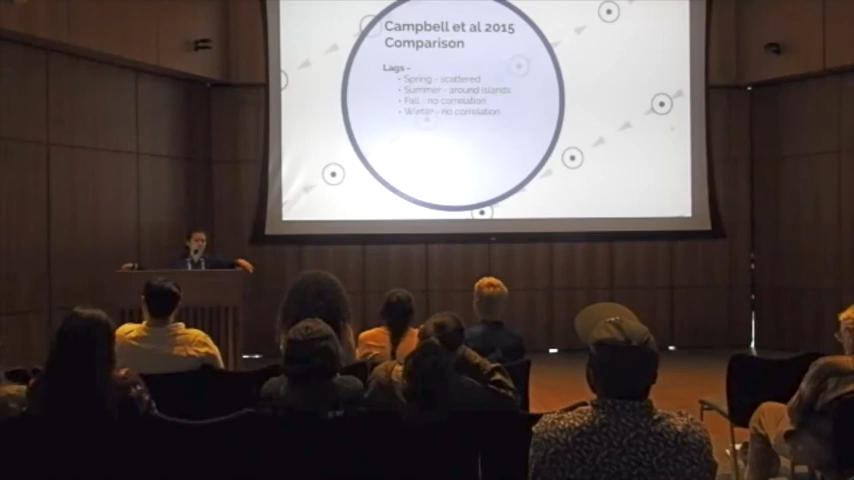 Campbell et al 2015
Comparison
Lags -
• Spring - scattered
• Summer - around islands
• Fall - no correlation
• Winter - no correlation